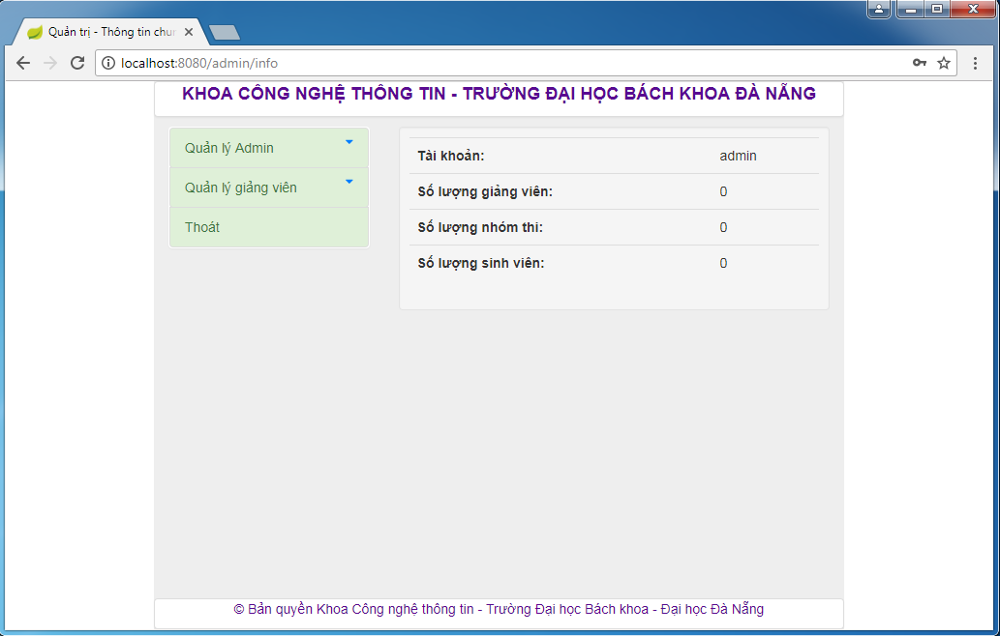 Quản trị - Thông tin chun
localhost:8080/admin/info
KHOA CÔNG NGHỆ THÔNG TIN - TRƯỜNG ĐẠI HỌC BÁCH KHOA ĐÀ NẴNG
Quản lý Admin
Quản lý giảng viên
Thoát
Tài khoản: admin
Số lượng giảng viên: 0
Số lượng nhóm thi: 0
Số lượng sinh viên: 0
© Bản quyền Khoa Công nghệ thông tin - Trường Đại học Bách khoa - Đại học Đà Nẵng